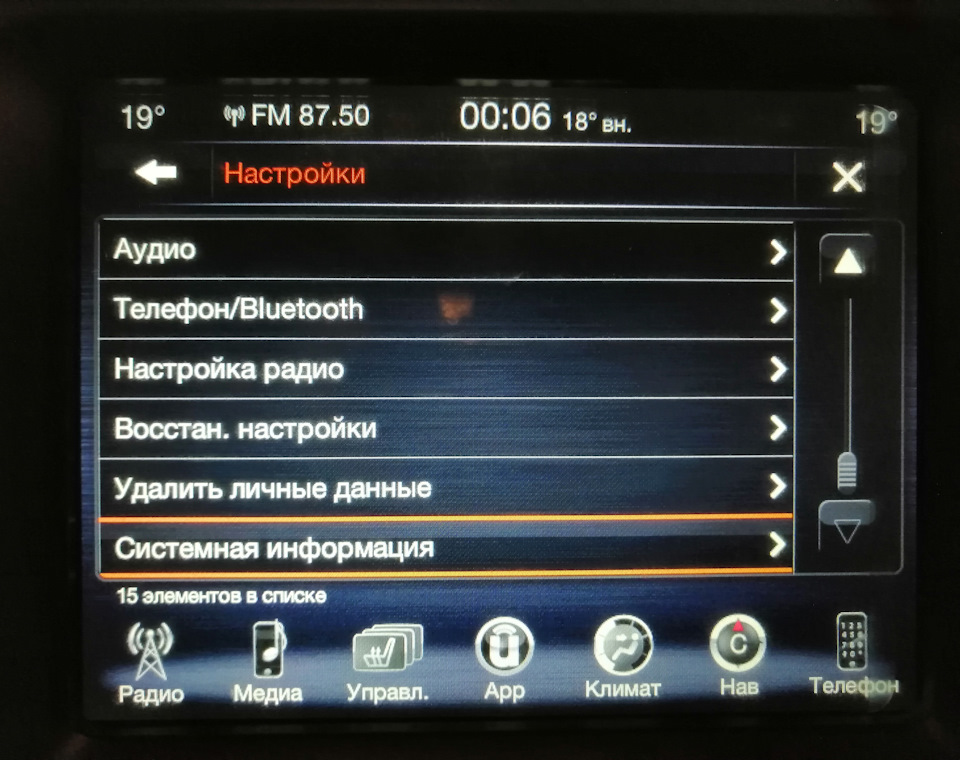 19° FM 87.50 00:06 18° вн. 19°
Настройки
Аудио
Телефон/Bluetooth
Настройка радио
Восстан. настройки
Удалить личные данные
Системная информация
15 элементов в списке
Радио Медиа Управл. App Климат Нав Телефон